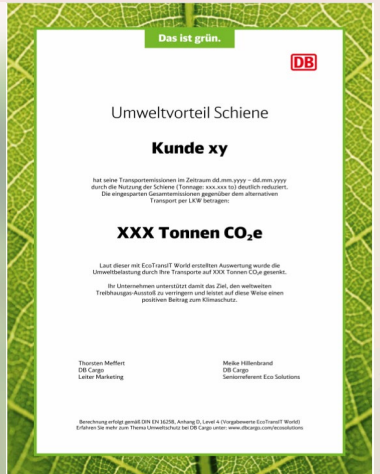 Das ist grün.
DB
Umweltvorteil Schiene
Kunde xy
hat seine Transportemissionen im Zeitraum dd.mm.yyyy – dd.mm.yyyy
durch die Nutzung der Schiene (Tonnage: xxx.xxx to) deutlich reduziert.
Die eingesparten Gesamtemissionen gegenüber dem alternativen
Transport per LKW betragen:
XXX Tonnen CO₂e
Laut dieser mit EcoTransIT World erstellten Auswertung wurde die
Umweltbelastung durch Ihre Transporte auf XXX Tonnen CO₂e gesenkt.
Ihr Unternehmen unterstützt damit das Ziel, den weltweiten
Treibhausgas-Ausstoß zu verringern und leistet auf diese Weise einen
positiven Beitrag zum Klimaschutz.
Thorsten Meffert
DB Cargo
Leiter Marketing
Meike Hillenbrand
DB Cargo
Seniorreferent Eco Solutions
Berechnung erfolgt gemäß DIN EN 16258, Anhang D, Level 4 (Vorgabewerte EcoTransIT World)
Erfahren Sie mehr zum Thema Umweltschutz bei DB Cargo unter: www.dbcargo.com/ecosolutions